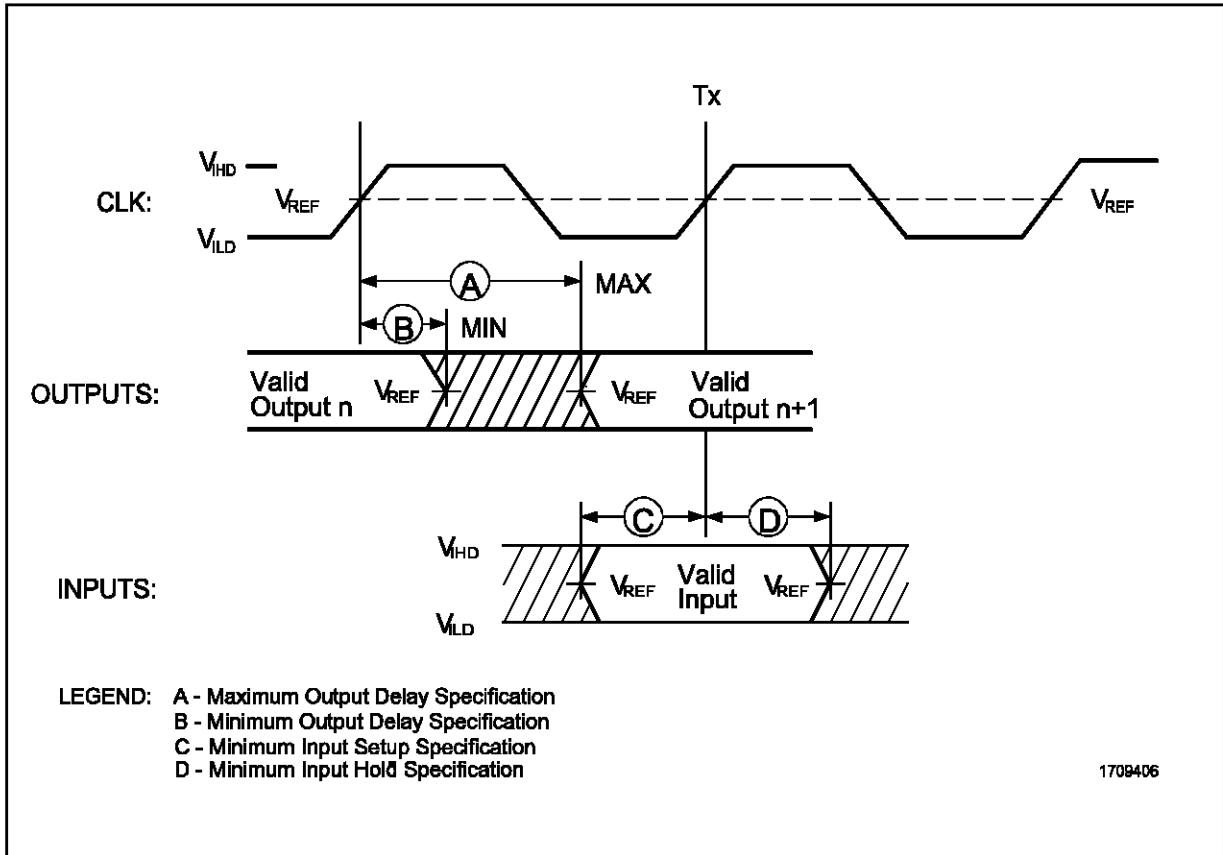 Tx
VIHD
CLK:
VREF
VREF
VILD
A
MAX
B
MIN
OUTPUTS:
Valid
Output n
VREF
VREF
Valid
Output n+1
C
D
VIHD
INPUTS:
VREF
Valid
Input
VREF
VILD
LEGEND: A - Maximum Output Delay Specification
B - Minimum Output Delay Specification
C - Minimum Input Setup Specification
D - Minimum Input Hold Specification
1709406